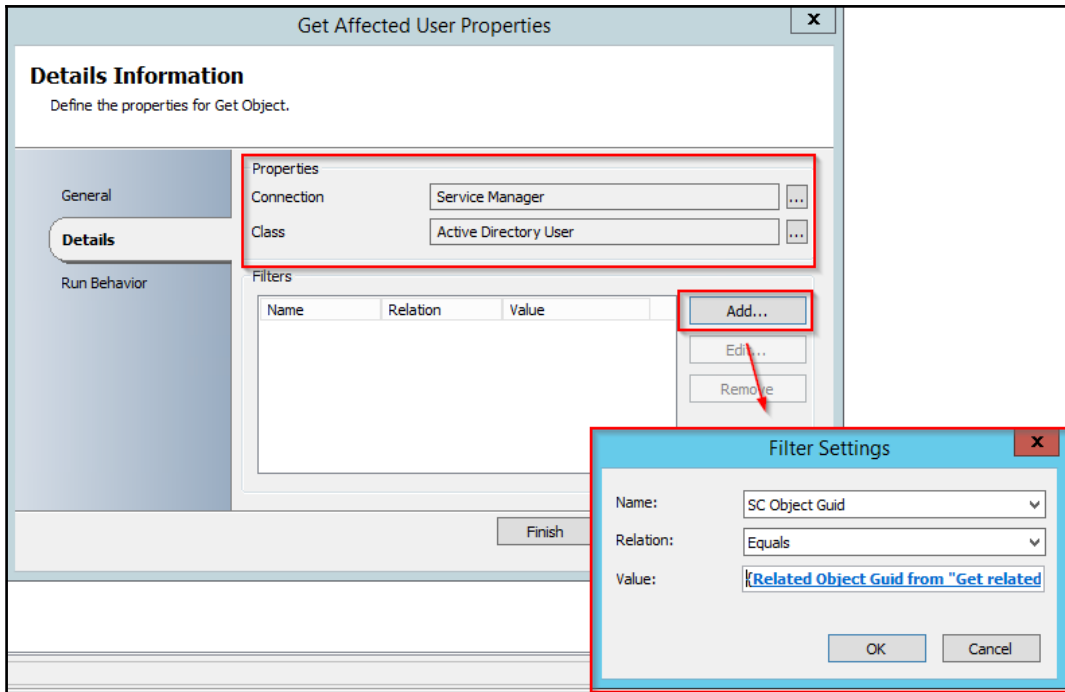 Get Affected User Properties
x
Details Information
Define the properties for Get Object.
General
Details
Run Behavior
Properties
Connection
Service Manager
...
Class
Active Directory User
...
Filters
Name Relation Value
Add...
Edit...
Remove
Finish
Filter Settings
x
Name:
SC Object Guid
Relation:
Equals
Value:
{Related Object Guid from "Get related
OK
Cancel